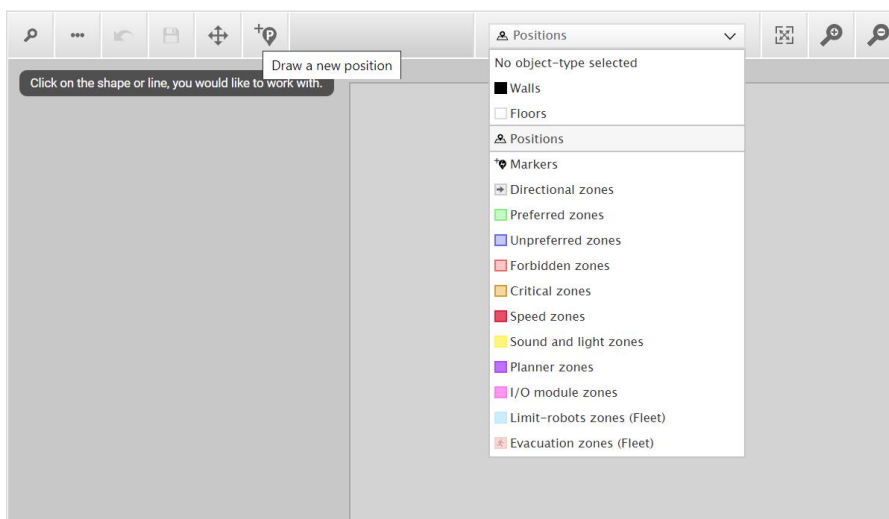 Positions
Draw a new position
Click on the shape or line, you would like to work with.
No object-type selected
Walls
Floors
Positions
Markers
Directional zones
Preferred zones
Unpreferred zones
Forbidden zones
Critical zones
Speed zones
Sound and light zones
Planner zones
I/O module zones
Limit-robots zones (Fleet)
Evacuation zones (Fleet)